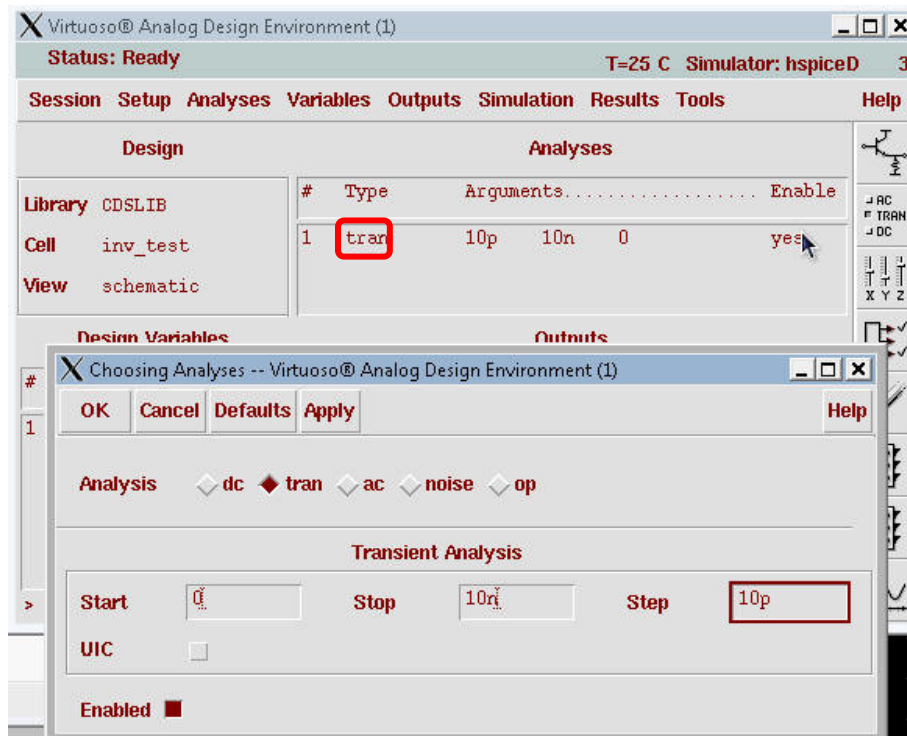 Virtuoso® Analog Design Environment (1)
Status: Ready T=25 C Simulator: hspiceD 3
Session Setup Analyses Variables Outputs Simulation Results Tools Help
Design Analyses
# Type Arguments.................. Enable
Library CDSLIB
1 tran 10p 10n 0 yes
Cell inv_test
View schematic
AC
TRAN
DC
X Y Z
Design Variables Outputs
#
1
>
Choosing Analyses -- Virtuoso® Analog Design Environment (1)
OK Cancel Defaults Apply Help
Analysis dc tran ac noise op
Transient Analysis
Start 0 Stop 10n Step 10p
UIC
Enabled